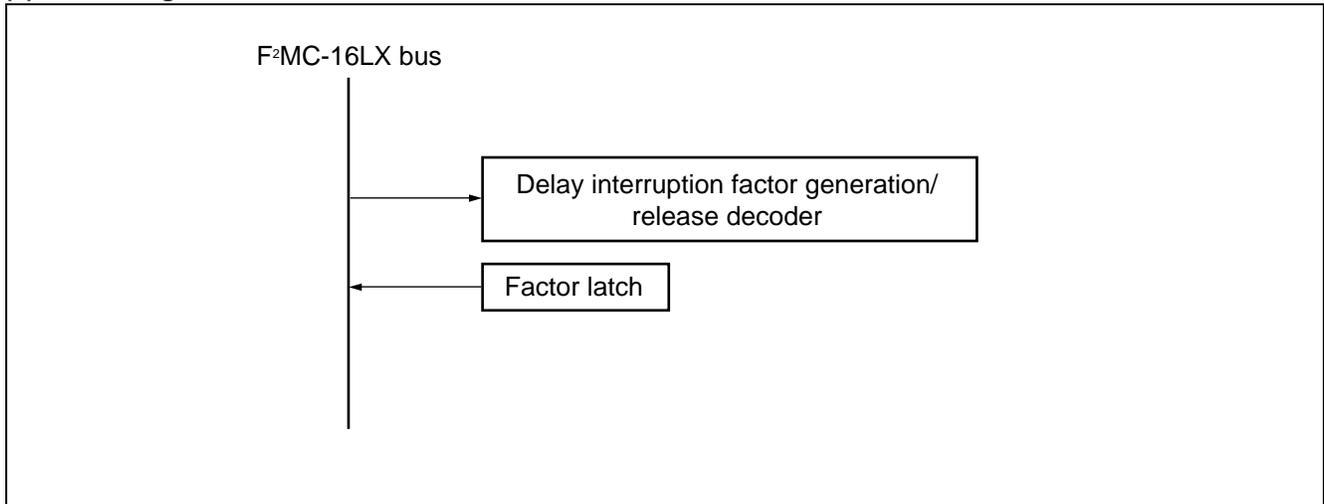 F²MC-16LX bus
Delay interruption factor generation/
release decoder
Factor latch